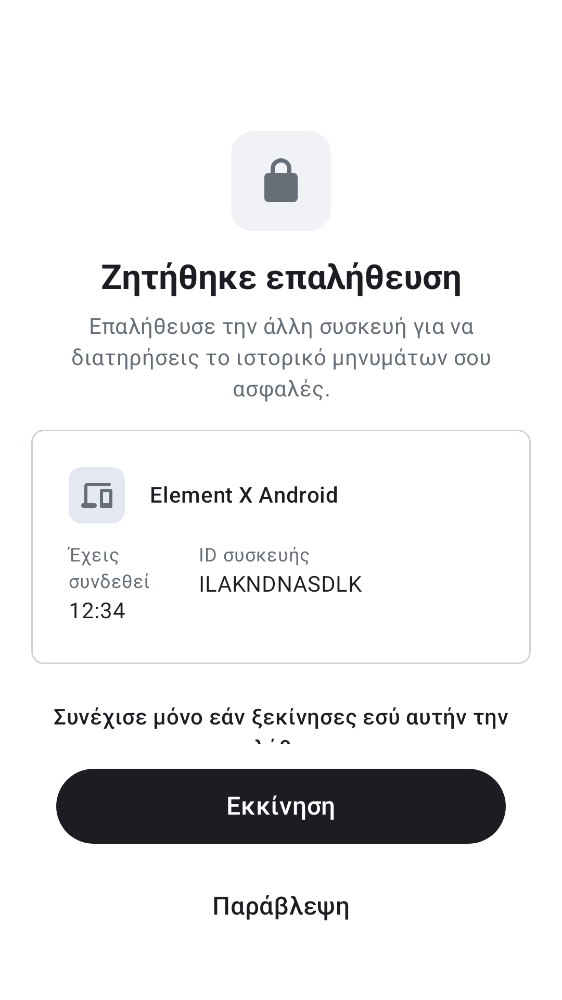 Ζητήθηκε επαλήθευση
Επαλήθευσε την άλλη συσκευή για να
διατηρήσεις το ιστορικό μηνυμάτων σου
ασφαλές.
Element X Android
Έχεις
συνδεθεί
12:34
ID συσκευής
ILAKNDNASDLK
Συνέχισε μόνο εάν ξεκίνησες εσύ αυτήν την
Εκκίνηση
Παράβλεψη